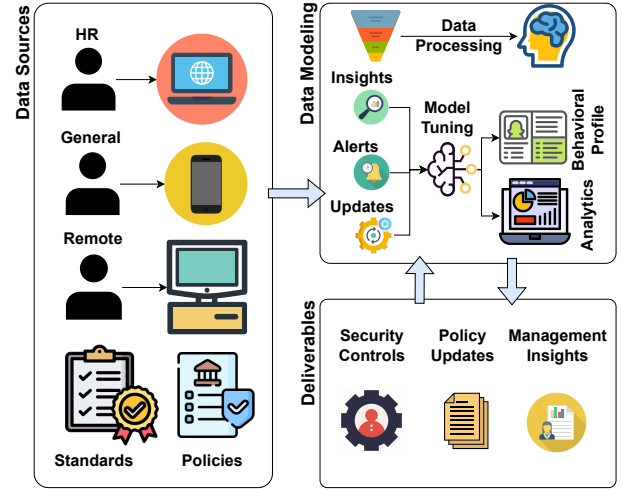 Data Sources
HR
General
Remote
Standards
Policies
Data Modeling
Data
Processing
Insights
Alerts
Updates
Model
Tuning
Behavioral
Profile
Analytics
Deliverables
Security
Controls
Policy
Updates
Management
Insights